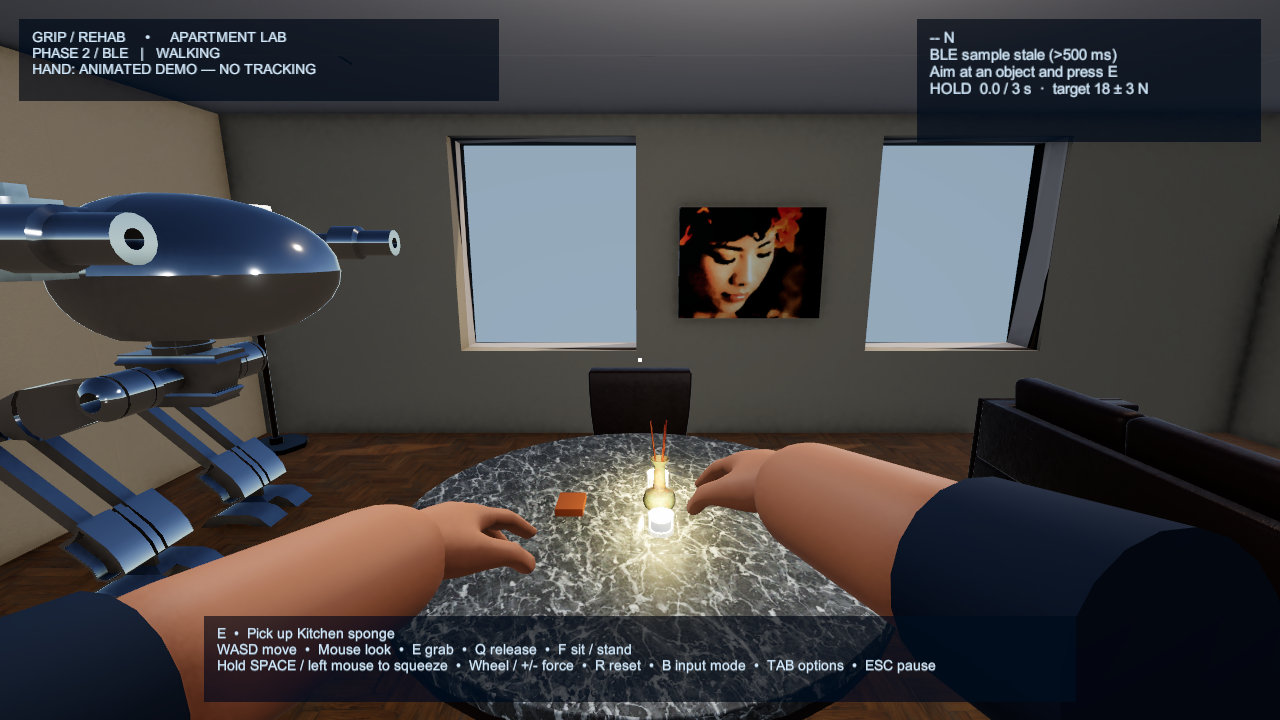 GRIP / REHAB • APARTMENT LAB
PHASE 2 / BLE | WALKING
HAND: ANIMATED DEMO — NO TRACKING
-- N
BLE sample stale (>500 ms)
Aim at an object and press E
HOLD 0.0 / 3 s · target 18 ± 3 N
E • Pick up Kitchen sponge
WASD move • Mouse look • E grab • Q release • F sit / stand
Hold SPACE / left mouse to squeeze • Wheel / +/- force • R reset • B input mode • TAB options • ESC pause